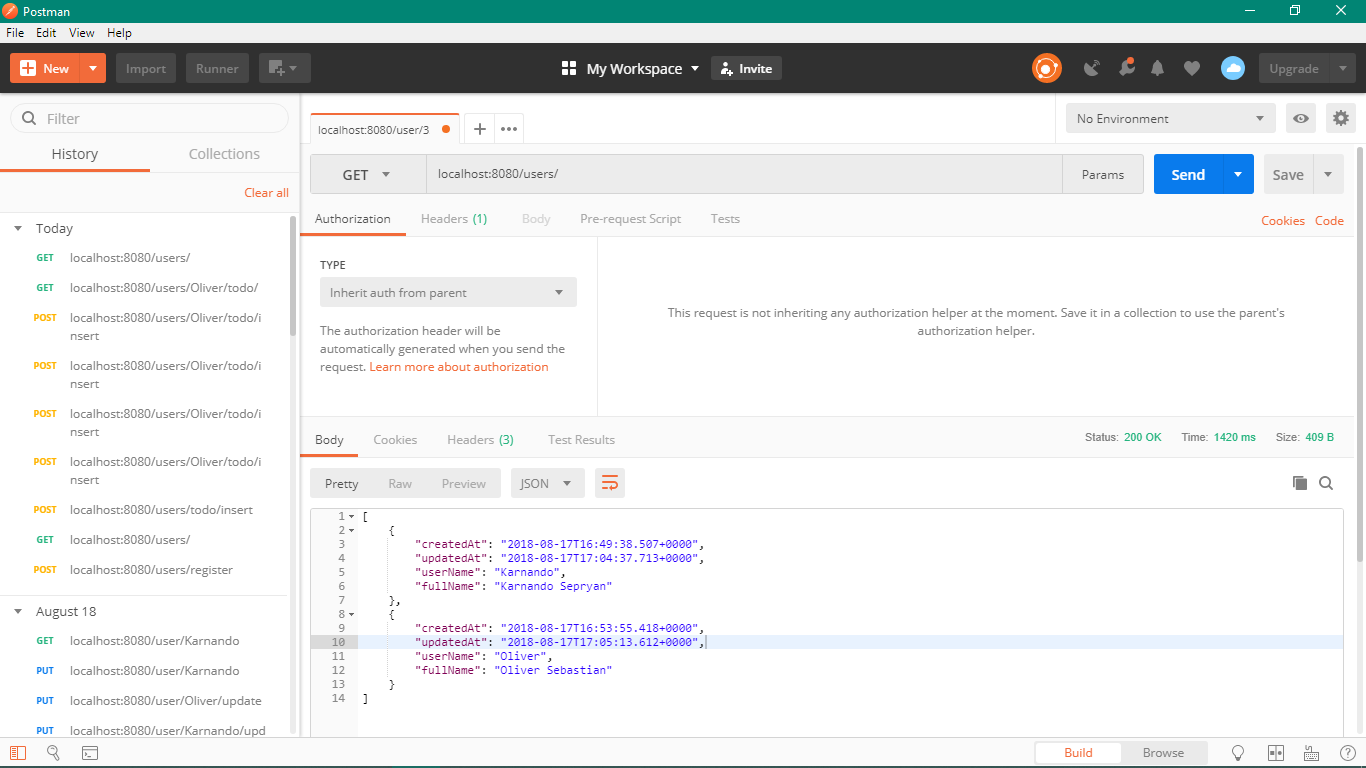 Postman
File Edit View Help
New Import Runner My Workspace Invite Upgrade
Filter
History Collections
Clear all
Today
GET localhost:8080/users/
GET localhost:8080/users/Oliver/todo/
POST localhost:8080/users/Oliver/todo/i
nsert
POST localhost:8080/users/Oliver/todo/i
nsert
POST localhost:8080/users/Oliver/todo/i
nsert
POST localhost:8080/users/Oliver/todo/i
nsert
POST localhost:8080/users/todo/insert
GET localhost:8080/users/
POST localhost:8080/users/register
August 18
GET localhost:8080/user/Karnando
PUT localhost:8080/user/Karnando
PUT localhost:8080/user/Oliver/update
PUT localhost:8080/user/Karnando/upd
localhost:8080/user/3
No Environment
GET localhost:8080/users/ Params Send Save
Authorization Headers (1) Body Pre-request Script Tests Cookies Code
TYPE
Inherit auth from parent
The authorization header will be
automatically generated when you send the
request. Learn more about authorization
This request is not inheriting any authorization helper at the moment. Save it in a collection to use the parent's
authorization helper.
Body Cookies Headers (3) Test Results Status: 200 OK Time: 1420 ms Size: 409 B
Pretty Raw Preview JSON
1 [
2 {
3 "createdAt": "2018-08-17T16:49:38.507+0000",
4 "updatedAt": "2018-08-17T17:04:37.713+0000",
5 "userName": "Karnando",
6 "fullName": "Karnando Sepryan"
7 },
8 {
9 "createdAt": "2018-08-17T16:53:55.418+0000",
10 "updatedAt": "2018-08-17T17:05:13.612+0000",
11 "userName": "Oliver",
12 "fullName": "Oliver Sebastian"
13 }
14 ]
Build Browse